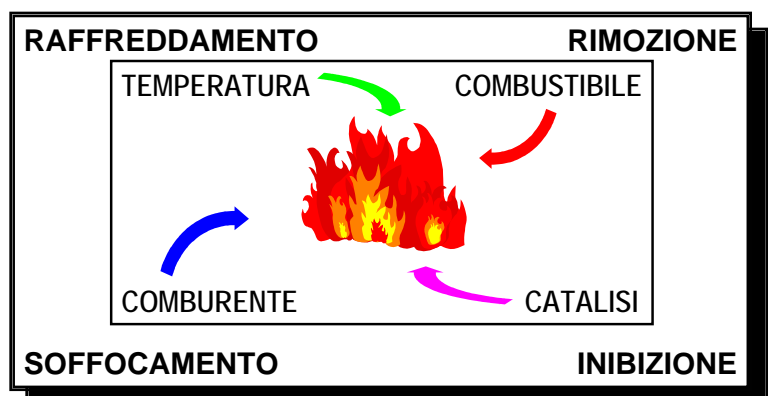 RAFFREDDAMENTO RIMOZIONE
TEMPERATURA COMBUSTIBILE
COMBURENTE CATALISI
SOFFOCAMENTO INIBIZIONE